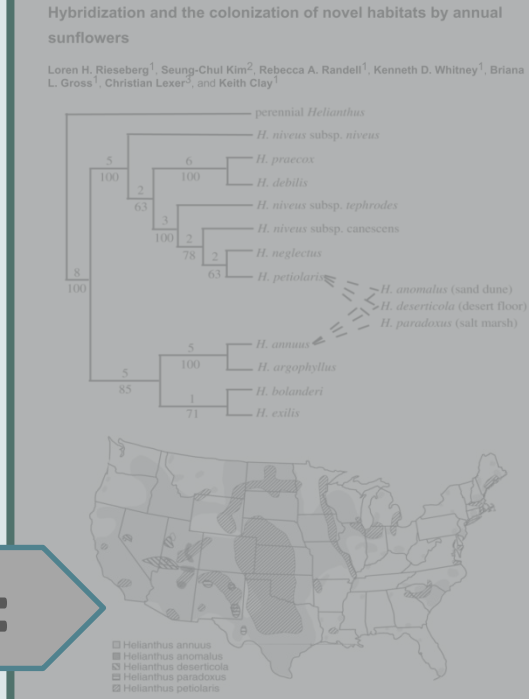 Hybridization and the colonization of novel habitats by annual
sunflowers
Loren H. Rieseberg1, Seung-Chul Kim2, Rebecca A. Randell1, Kenneth D. Whitney1, Briana
L. Gross1, Christian Lexer3, and Keith Clay1
perennial Helianthus
H. niveus subsp. niveus
5
100
6
100
H. praecox
H. debilis
2
63
H. niveus subsp. tephrodes
3
100
H. niveus subsp. canescens
2
78
H. neglectus
2
63
H. petiolaris
8
100
H. anomalus (sand dune)
H. deserticola (desert floor)
H. paradoxus (salt marsh)
H. annuus
5
100
H. argophyllus
5
85
H. bolanderi
1
71
H. exilis
Helianthus annuus
Helianthus anomalus
Helianthus deserticola
Helianthus paradoxus
Helianthus petiolaris